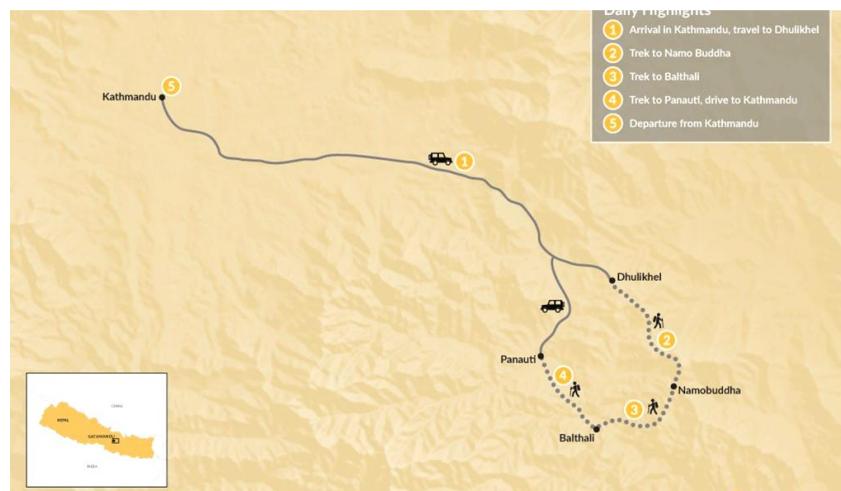 Daily Highlights
1 Arrival in Kathmandu, travel to Dhulikhel
2 Trek to Namo Buddha
3 Trek to Balthali
4 Trek to Panauti, drive to Kathmandu
5 Departure from Kathmandu
5
Kathmandu
1
Dhulikhel
2
Panauti
4
Namobuddha
3
Balthali
CHINA
NEPAL
KATHMANDU
INDIA